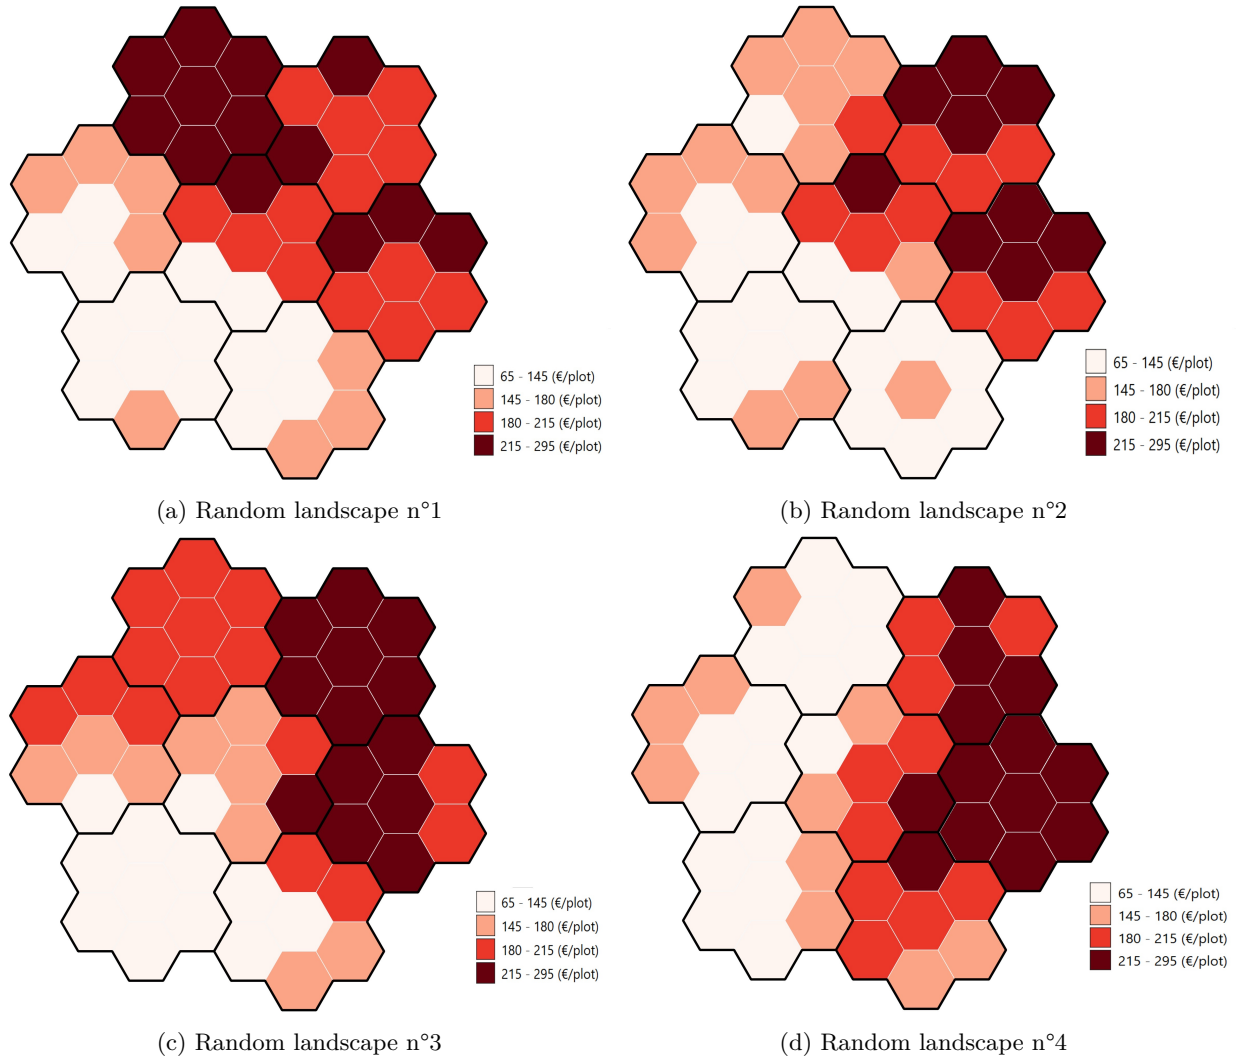 65 - 145 (€/plot)
145 - 180 (€/plot)
180 - 215 (€/plot)
215 - 295 (€/plot)
(a) Random landscape n°1
65 - 145 (€/plot)
145 - 180 (€/plot)
180 - 215 (€/plot)
215 - 295 (€/plot)
(b) Random landscape n°2
65 - 145 (€/plot)
145 - 180 (€/plot)
180 - 215 (€/plot)
215 - 295 (€/plot)
(c) Random landscape n°3
65 - 145 (€/plot)
145 - 180 (€/plot)
180 - 215 (€/plot)
215 - 295 (€/plot)
(d) Random landscape n°4